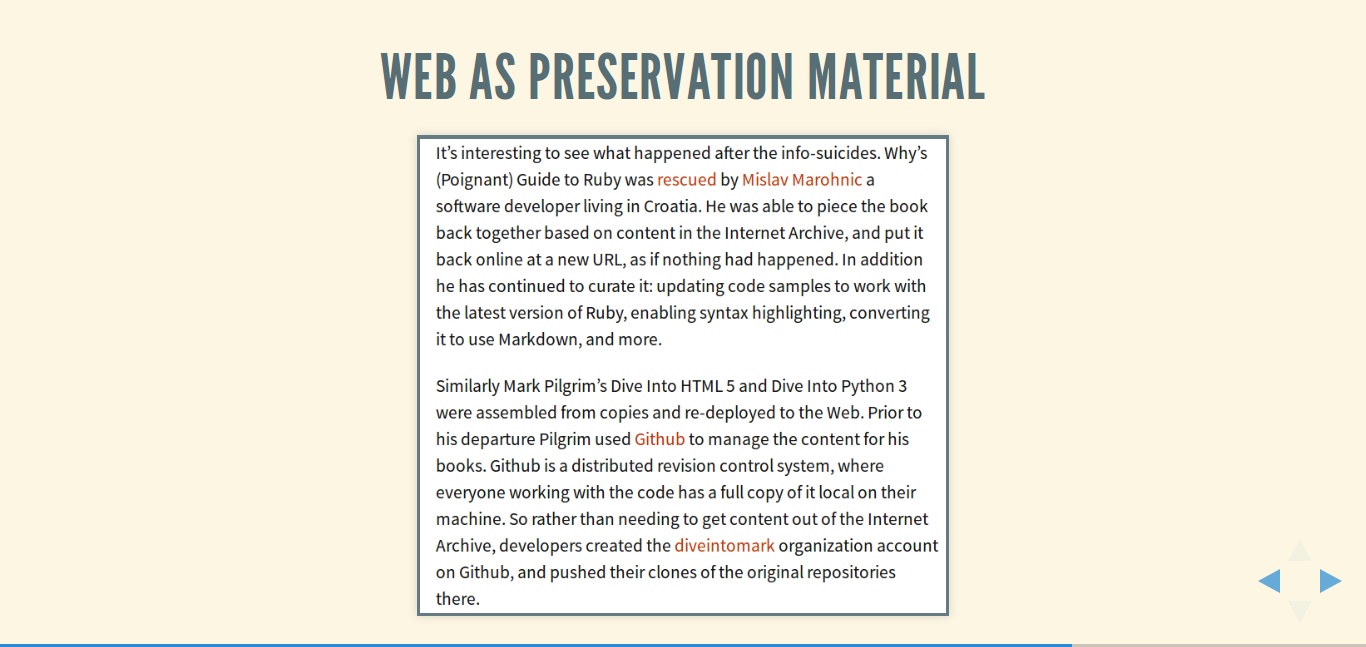 WEB AS PRESERVATION MATERIAL
It’s interesting to see what happened after the info-suicides. Why’s
(Poignant) Guide to Ruby was rescued by Mislav Marohnic a
software developer living in Croatia. He was able to piece the book
back together based on content in the Internet Archive, and put it
back online at a new URL, as if nothing had happened. In addition
he has continued to curate it: updating code samples to work with
the latest version of Ruby, enabling syntax highlighting, converting
it to use Markdown, and more.
Similarly Mark Pilgrim’s Dive Into HTML 5 and Dive Into Python 3
were assembled from copies and re-deployed to the Web. Prior to
his departure Pilgrim used Github to manage the content for his
books. Github is a distributed revision control system, where
everyone working with the code has a full copy of it local on their
machine. So rather than needing to get content out of the Internet
Archive, developers created the diveintomark organization account
on Github, and pushed their clones of the original repositories
there.